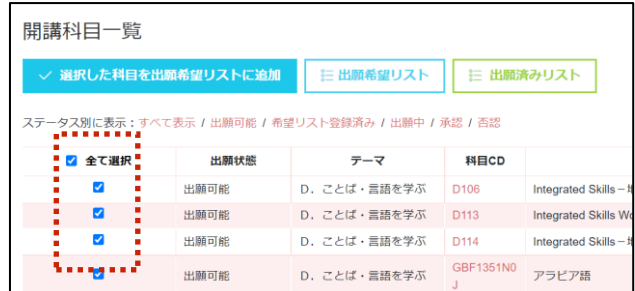 開講科目一覧
選択した科目を出願希望リストに追加 出願希望リスト 出願済みリスト
ステータス別に表示：すべて表示 / 出願可能 / 希望リスト登録済み / 出願中 / 承認 / 否認
全て選択 出願状態 テーマ 科目CD
出願可能 D．ことば・言語を学ぶ D106 Integrated Skills－
出願可能 D．ことば・言語を学ぶ D113 Integrated Skills Wo
出願可能 D．ことば・言語を学ぶ D114 Integrated Skills－
出願可能 D．ことば・言語を学ぶ GBF1351N0J アラビア語